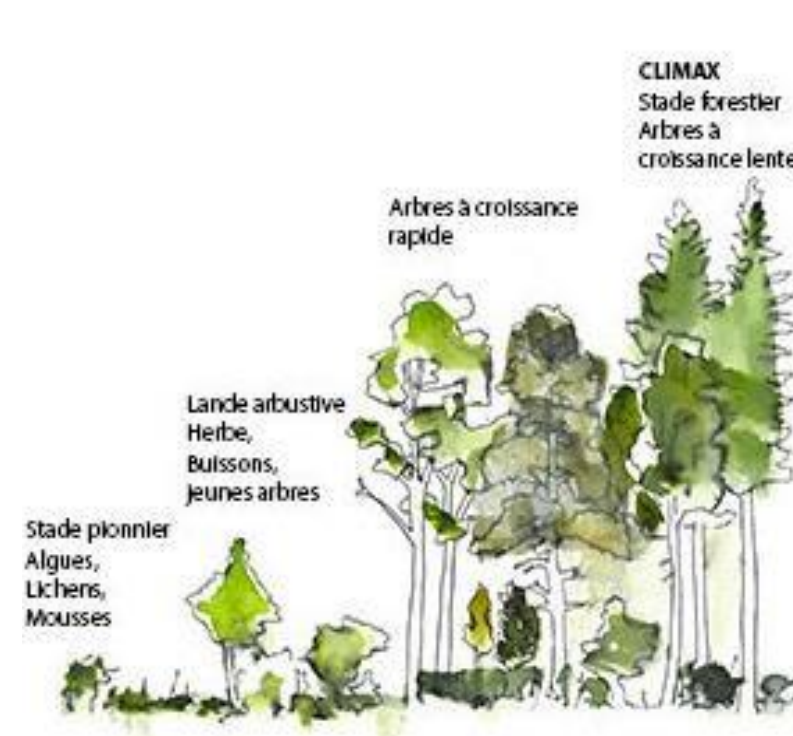 CLIMAX
Stade forestier
Arbres à
croissance lente
Arbres à croissance
rapide
Lande arbustive
Herbe,
Buissons,
jeunes arbres
Stade pionnier
Algues,
Lichens,
Mousses